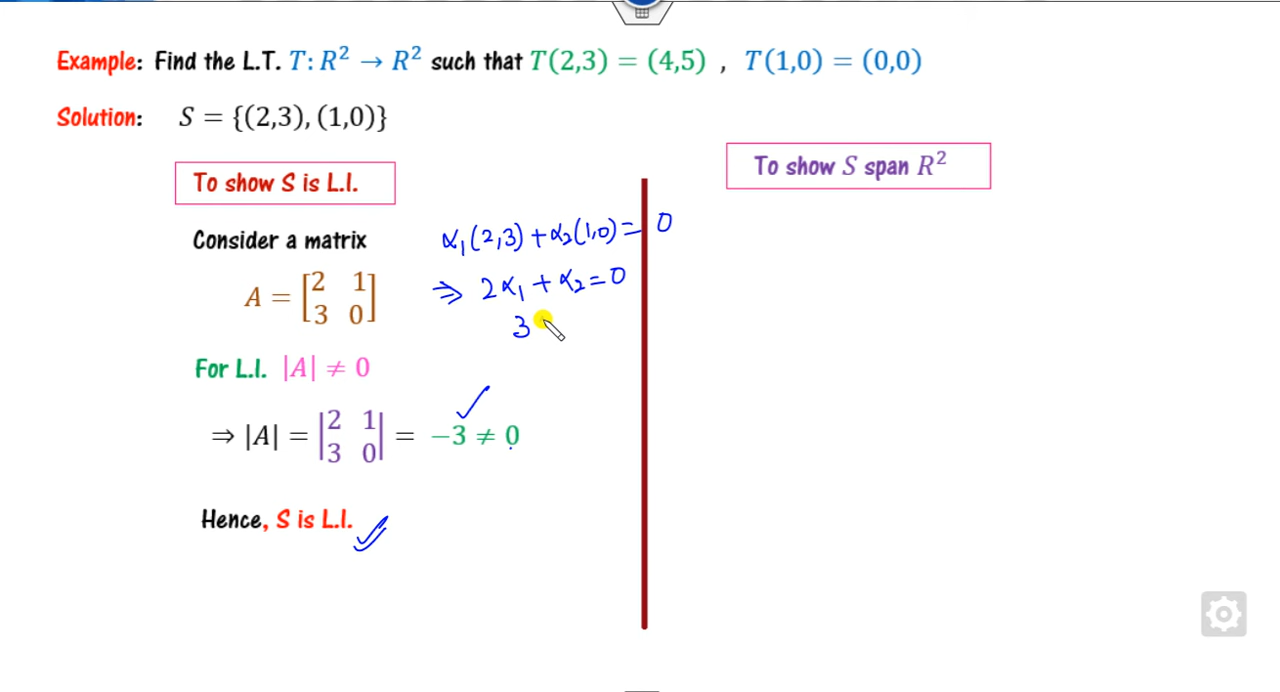 Example: Find the L.T. T: R² → R² such that T(2,3) = (4,5) , T(1,0) = (0,0)
Solution: S = {(2,3), (1,0)}
To show S is L.I.
Consider a matrix
A = [2 1
3 0]
For L.I. |A| ≠ 0
⇒ |A| = |2 1
3 0| = −3 ≠ 0
Hence, S is L.I.
α₁(2,3) + α₂(1,0) = 0
⇒ 2α₁ + α₂ = 0
3
To show S span R²